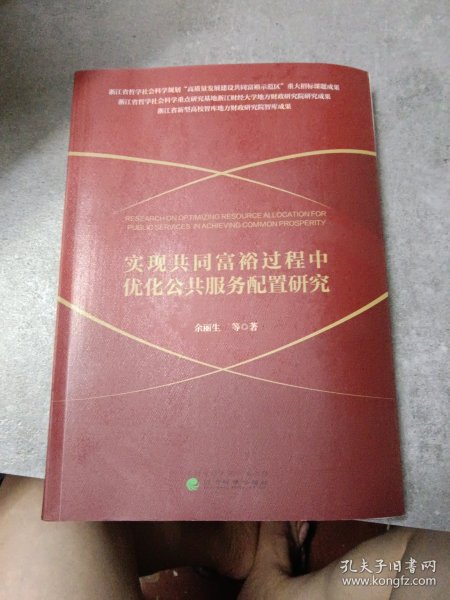 浙江省哲学社会科学规划“高质量发展建设共同富裕示范区”重大招标课题成果
浙江省哲学社会科学重点研究基地浙江财经大学地方财政研究院研究成果
浙江省新型高校智库地方财政研究院智库成果
RESEARCH ON OPTIMIZING RESOURCE ALLOCATION FOR
PUBLIC SERVICES IN ACHIEVING COMMON PROSPERITY
实现共同富裕过程中
优化公共服务配置研究
余丽生 等◎著
孔夫子旧书网
www.kongfz.com